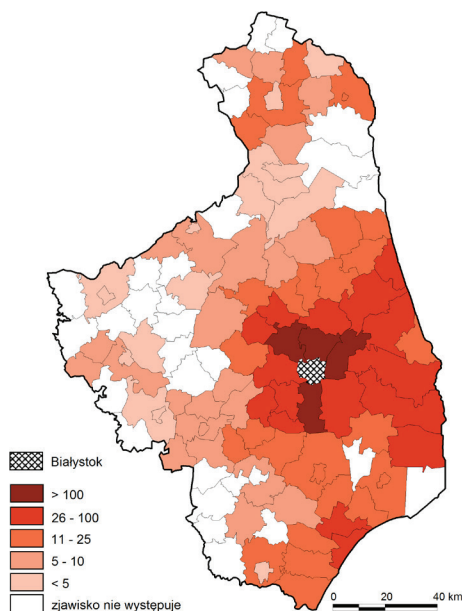 Białystok
> 100
26 - 100
11 - 25
5 - 10
< 5
zjawisko nie występuje
0 20 40 km